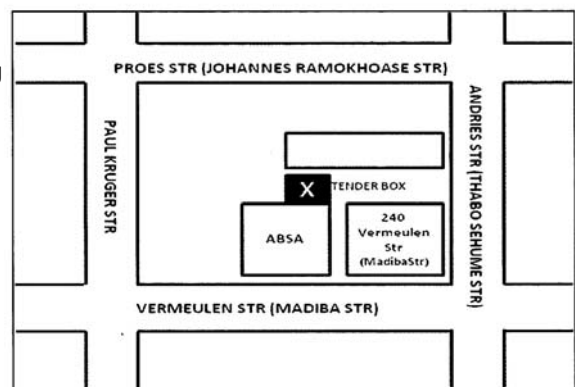 PROES STR (JOHANNES RAMOKHOASE STR)
PAUL KRUGER STR
ANDRIES STR (THABO SEHUME STR)
X
TENDER BOX
ABSA
240
Vermeulen
Str
(MadibaStr)
VERMEULEN STR (MADIBA STR)